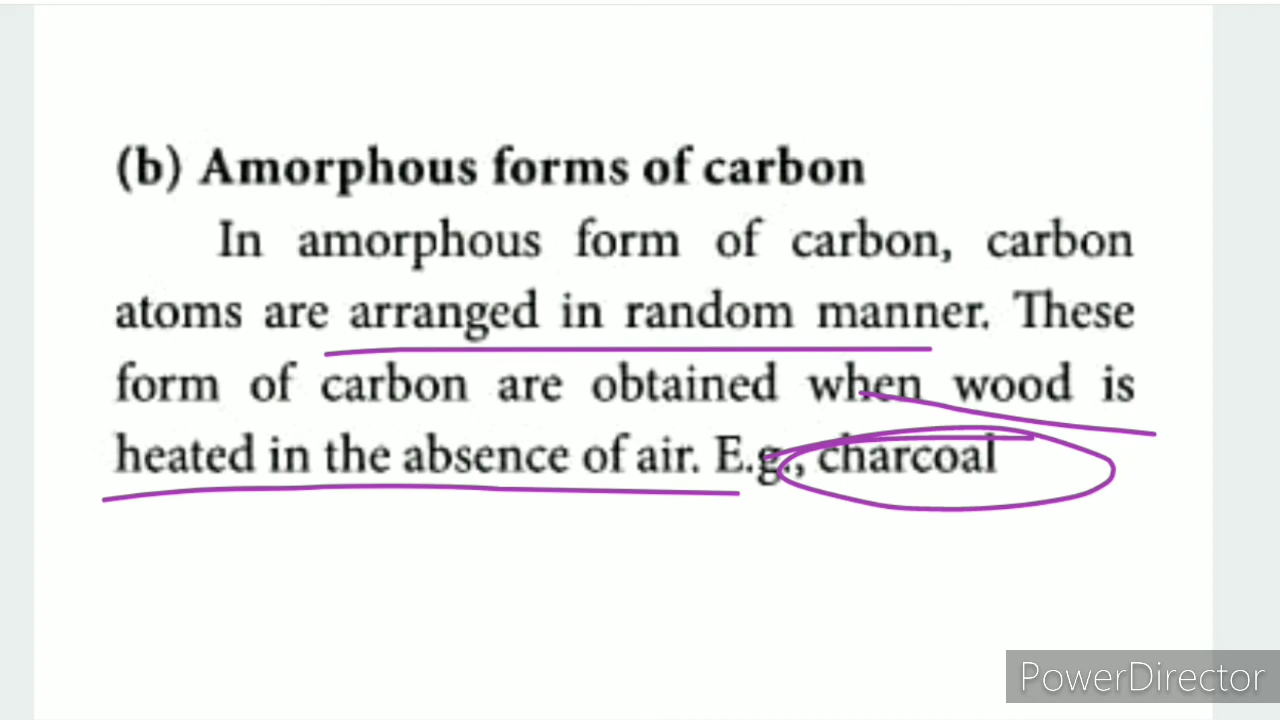 (b) Amorphous forms of carbon
In amorphous form of carbon, carbon
atoms are arranged in random manner. These
form of carbon are obtained when wood is
heated in the absence of air. E.g., charcoal
PowerDirector